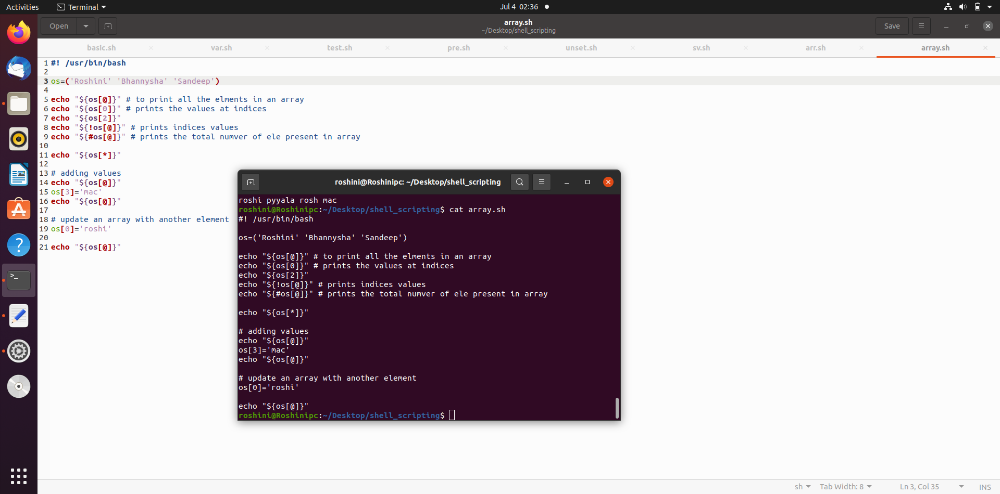 Activities Terminal Jul 4 02:36
Open array.sh Save
~/Desktop/shell_scripting
basic.sh var.sh test.sh pre.sh unset.sh sv.sh arr.sh array.sh
1 #! /usr/bin/bash
2
3 os=('Roshini' 'Bhannysha' 'Sandeep')
4
5 echo "${os[@]}" # to print all the elments in an array
6 echo "${os[0]}" # prints the values at indices
7 echo "${os[2]}"
8 echo "${!os[@]}" # prints indices values
9 echo "${#os[@]}" # prints the total numver of ele present in array
10
11 echo "${os[*]}"
12
13 # adding values
14 echo "${os[@]}"
15 os[3]='mac'
16 echo "${os[@]}"
17
18 # update an array with another element
19 os[0]='roshi'
20
21 echo "${os[@]}"
roshini@Roshinipc: ~/Desktop/shell_scripting
roshi pyyala rosh mac
roshini@Roshinipc:~/Desktop/shell_scripting$ cat array.sh
#! /usr/bin/bash
os=('Roshini' 'Bhannysha' 'Sandeep')
echo "${os[@]}" # to print all the elments in an array
echo "${os[0]}" # prints the values at indices
echo "${os[2]}"
echo "${!os[@]}" # prints indices values
echo "${#os[@]}" # prints the total numver of ele present in array
echo "${os[*]}"
# adding values
echo "${os[@]}"
os[3]='mac'
echo "${os[@]}"
# update an array with another element
os[0]='roshi'
echo "${os[@]}"
roshini@Roshinipc:~/Desktop/shell_scripting$
sh Tab Width: 8 Ln 3, Col 35 INS